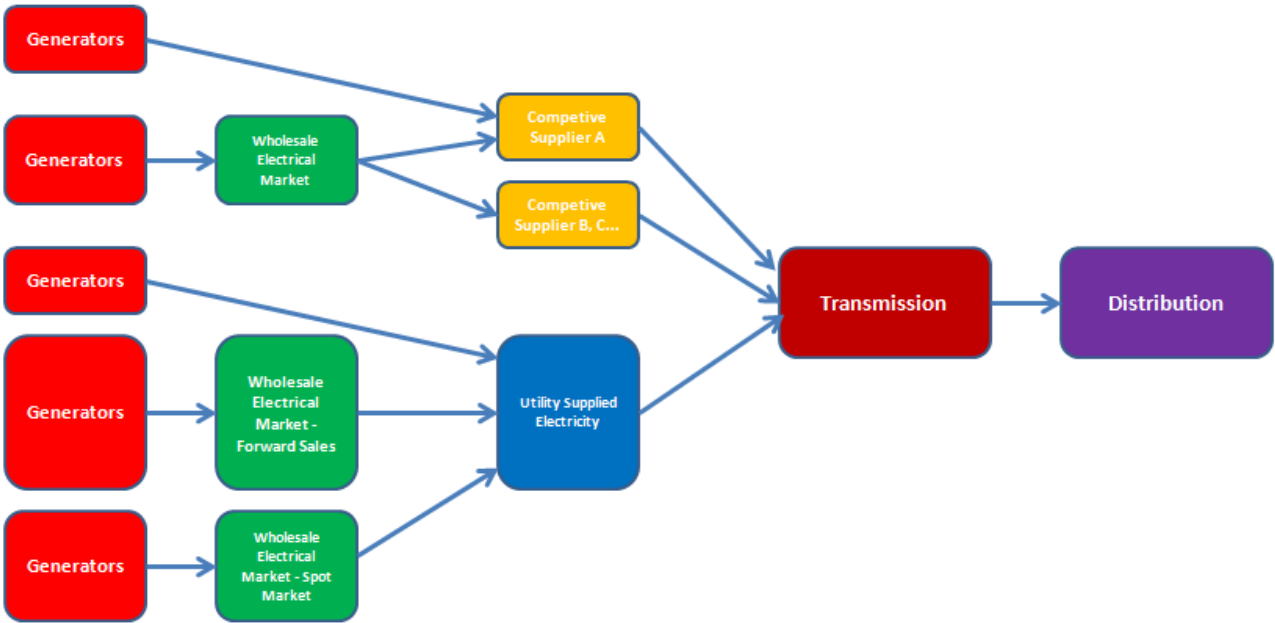 Generators
Competive
Supplier A
Generators
Wholesale
Electrical
Market
Competive
Supplier B, C...
Generators
Transmission
Distribution
Generators
Wholesale
Electrical
Market -
Forward Sales
Utility Supplied
Electricity
Generators
Wholesale
Electrical
Market - Spot
Market